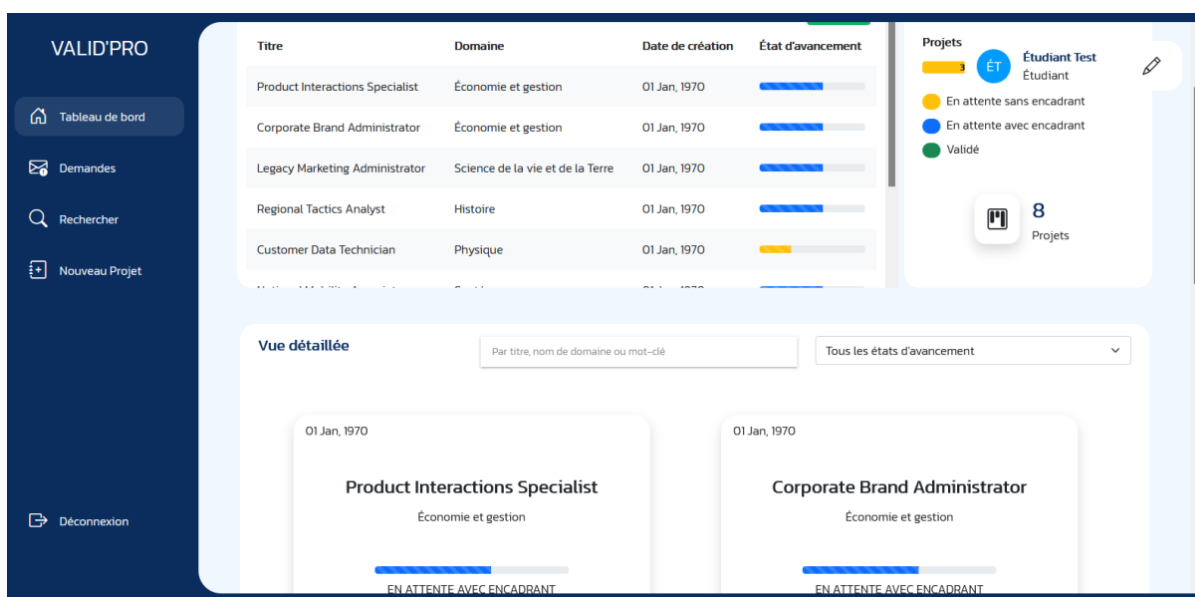 VALID'PRO
Tableau de bord
Demandes
Rechercher
Nouveau Projet
Déconnexion
Titre Domaine Date de création État d'avancement
Product Interactions Specialist Économie et gestion 01 Jan, 1970
Corporate Brand Administrator Économie et gestion 01 Jan, 1970
Legacy Marketing Administrator Science de la vie et de la Terre 01 Jan, 1970
Regional Tactics Analyst Histoire 01 Jan, 1970
Customer Data Technician Physique 01 Jan, 1970
Projets
3
ÉT
Étudiant Test
Étudiant
En attente sans encadrant
En attente avec encadrant
Validé
8
Projets
Vue détaillée
Par titre, nom de domaine ou mot-clé
Tous les états d'avancement
01 Jan, 1970
Product Interactions Specialist
Économie et gestion
EN ATTENTE AVEC ENCADRANT
01 Jan, 1970
Corporate Brand Administrator
Économie et gestion
EN ATTENTE AVEC ENCADRANT